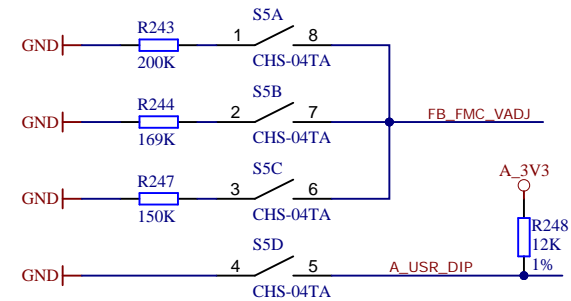 S5A
R243
GND
1
8
200K
CHS-04TA
S5B
R244
GND
2
7
FB_FMC_VADJ
169K
CHS-04TA
S5C
A_3V3
R247
GND
3
6
150K
CHS-04TA
R248
12K
1%
S5D
GND
4
5
A_USR_DIP
CHS-04TA